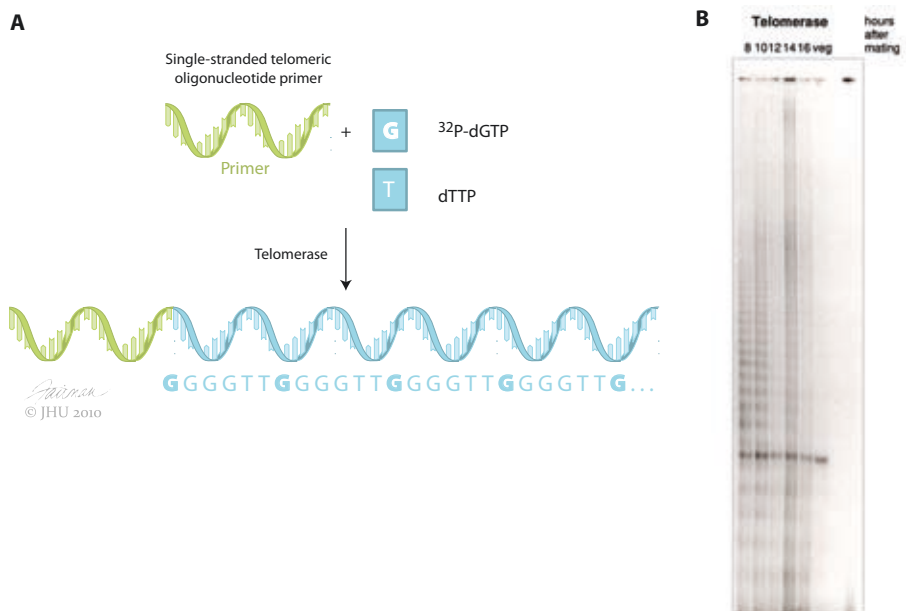 A
Single-stranded telomeric
oligonucleotide primer
+
G
³²P-dGTP
Primer
T
dTTP
Telomerase
GGGGTTGGGGTTGGGGTTGGGGTTG...
© JHU 2010
B
Telomerase
hours
after
mating
8 10 12 14 16 veg